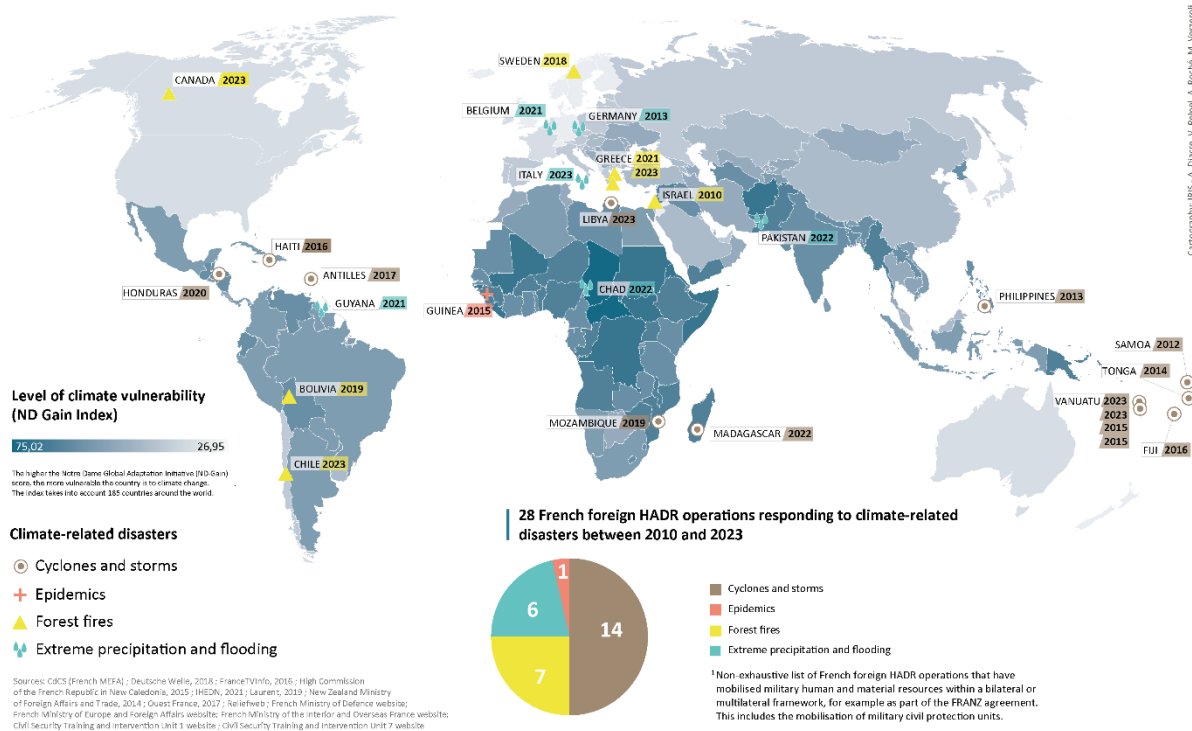 SWEDEN 2018
CANADA 2023
BELGIUM 2021
GERMANY 2013
GREECE 2021
2023
ITALY 2023
ISRAEL 2010
LIBYA 2023
PAKISTAN 2022
HAITI 2016
ANTILLES 2017
HONDURAS 2020
GUYANA 2021
CHAD 2022
GUINEA 2015
PHILIPPINES 2013
SAMOA 2012
TONGA 2014
BOLIVIA 2019
VANUATU 2023
2023
2015
2015
FIJI 2016
MOZAMBIQUE 2019
MADAGASCAR 2022
CHILE 2023
Level of climate vulnerability
(ND Gain Index)
75,02 26,95
The higher the Notre Dame Global Adaptation Initiative (ND-Gain)
score, the more vulnerable the country is to climate change.
The index takes into account 185 countries around the world.
Climate-related disasters
Cyclones and storms
Epidemics
Forest fires
Extreme precipitation and flooding
28 French foreign HADR operations responing to climate-related
disasters between 2010 and 2023
1
14
6
7
Cyclones and storms
Epidemics
Forest fires
Extreme precipitation and flooding
1 Non-exhaustive list of French foreign HADR operations that have
mobilised military human and material resources within a bilateral or
multilateral framework, for example as part of the FRANZ agreement.
This includes the mobilisation of military civil protection units.
Sources: CdCS (French MEFA) ; Deutsche Welle, 2018 ; FranceTVInfo, 2016 ; High Commission
of the French Republic in New Caledonia, 2015 ; IHEDN, 2021 ; Laurent, 2019 ; New Zealand Ministry
of Foreign Affairs and Trade, 2014 ; Ouest France, 2017 ; Reliefweb ; French Ministry of Defence website;
French Ministry of Europe and Foreign Affairs website; French Ministry of the Interior and Overseas France website;
Civil Security Training and Intervention Unit 1 website ; Civil Security Training and Intervention Unit 7 website
Cartography: IRIS - A. Diacre, V. Pelpel, A. Roché, M. Verzeroli